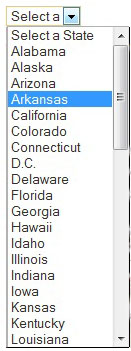 Select a
Select a State
Alabama
Alaska
Arizona
Arkansas
California
Colorado
Connecticut
D.C.
Delaware
Florida
Georgia
Hawaii
Idaho
Illinois
Indiana
Iowa
Kansas
Kentucky
Louisiana